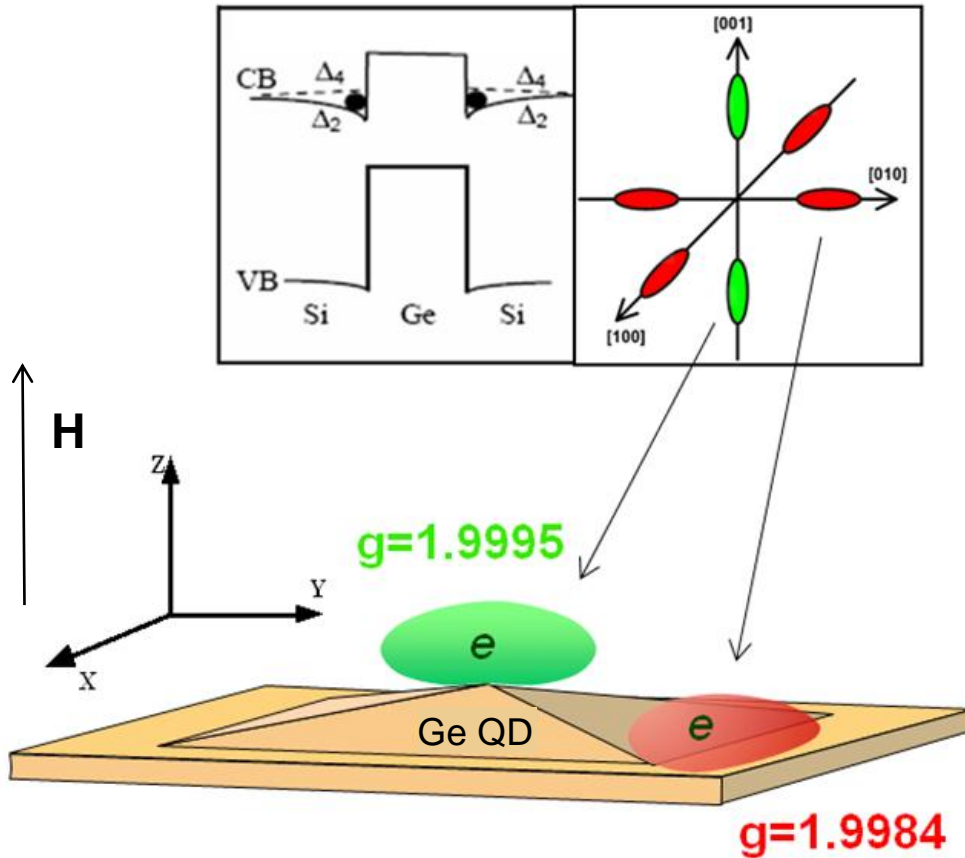 [001]
CB Δ4 Δ4
Δ2 Δ2
[010]
VB
Si Ge Si
[100]
H
Z
Y
X
g=1.9995
e
Ge QD
e
g=1.9984